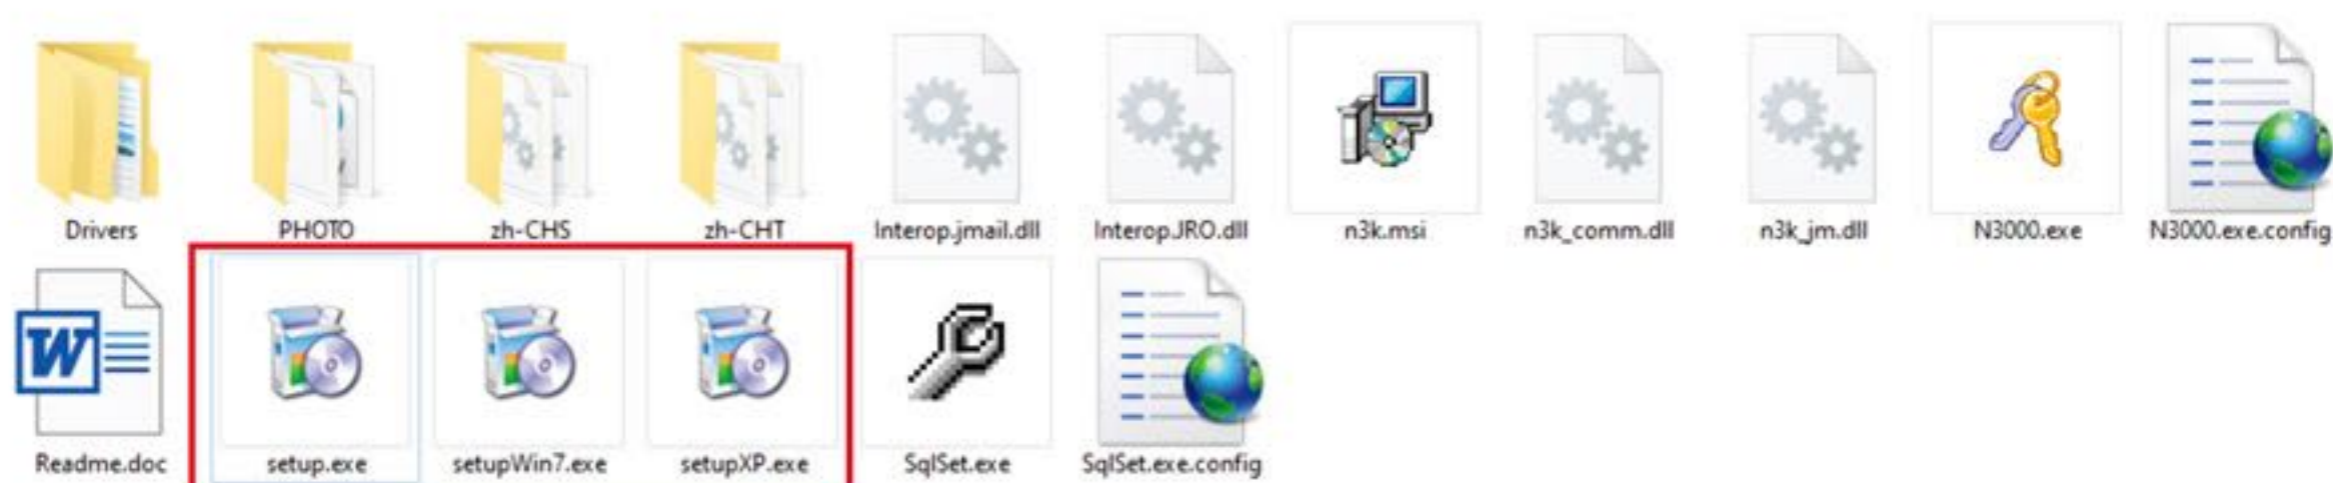 Drivers PHOTO zh-CHS zh-CHT Interop.jmail.dll Interop.JRO.dll n3k.msi n3k_comm.dll n3k_jm.dll N3000.exe N3000.exe.config
Readme.doc setup.exe setupWin7.exe setupXP.exe SqlSet.exe SqlSet.exe.config